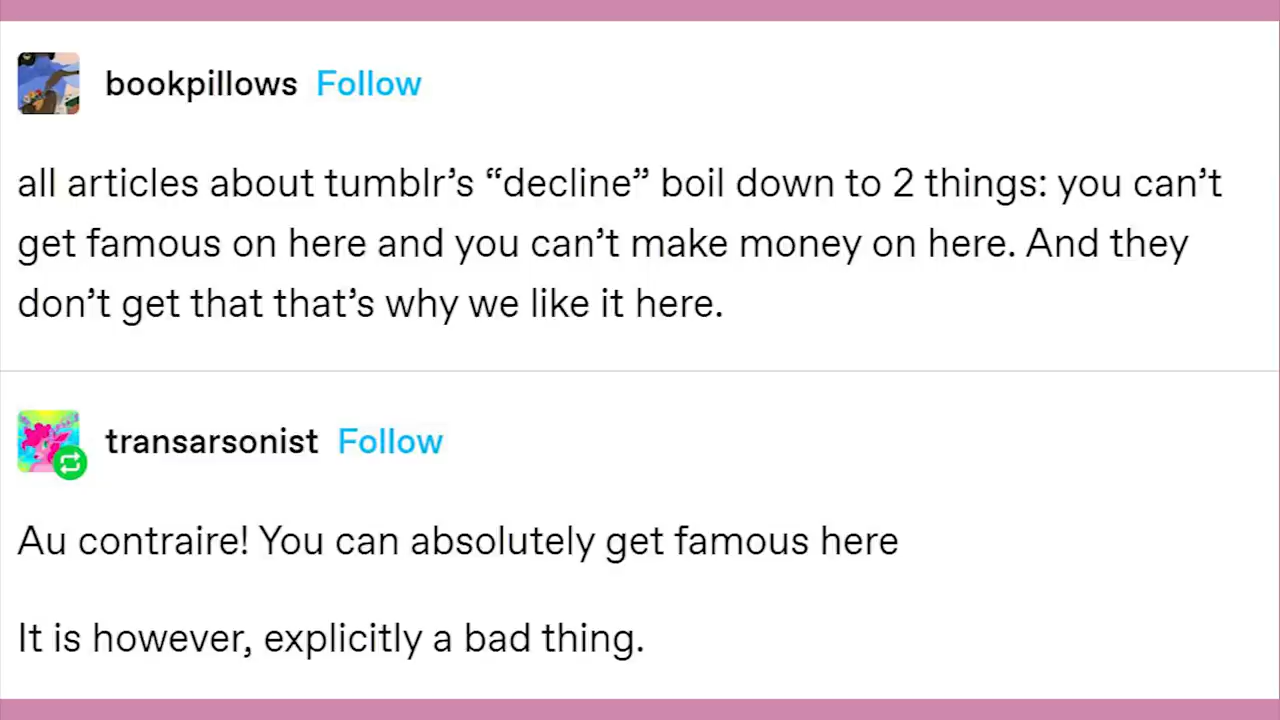 bookpillows Follow
all articles about tumblr’s “decline” boil down to 2 things: you can’t
get famous on here and you can’t make money on here. And they
don’t get that that’s why we like it here.
transarsonist Follow
Au contraire! You can absolutely get famous here
It is however, explicitly a bad thing.